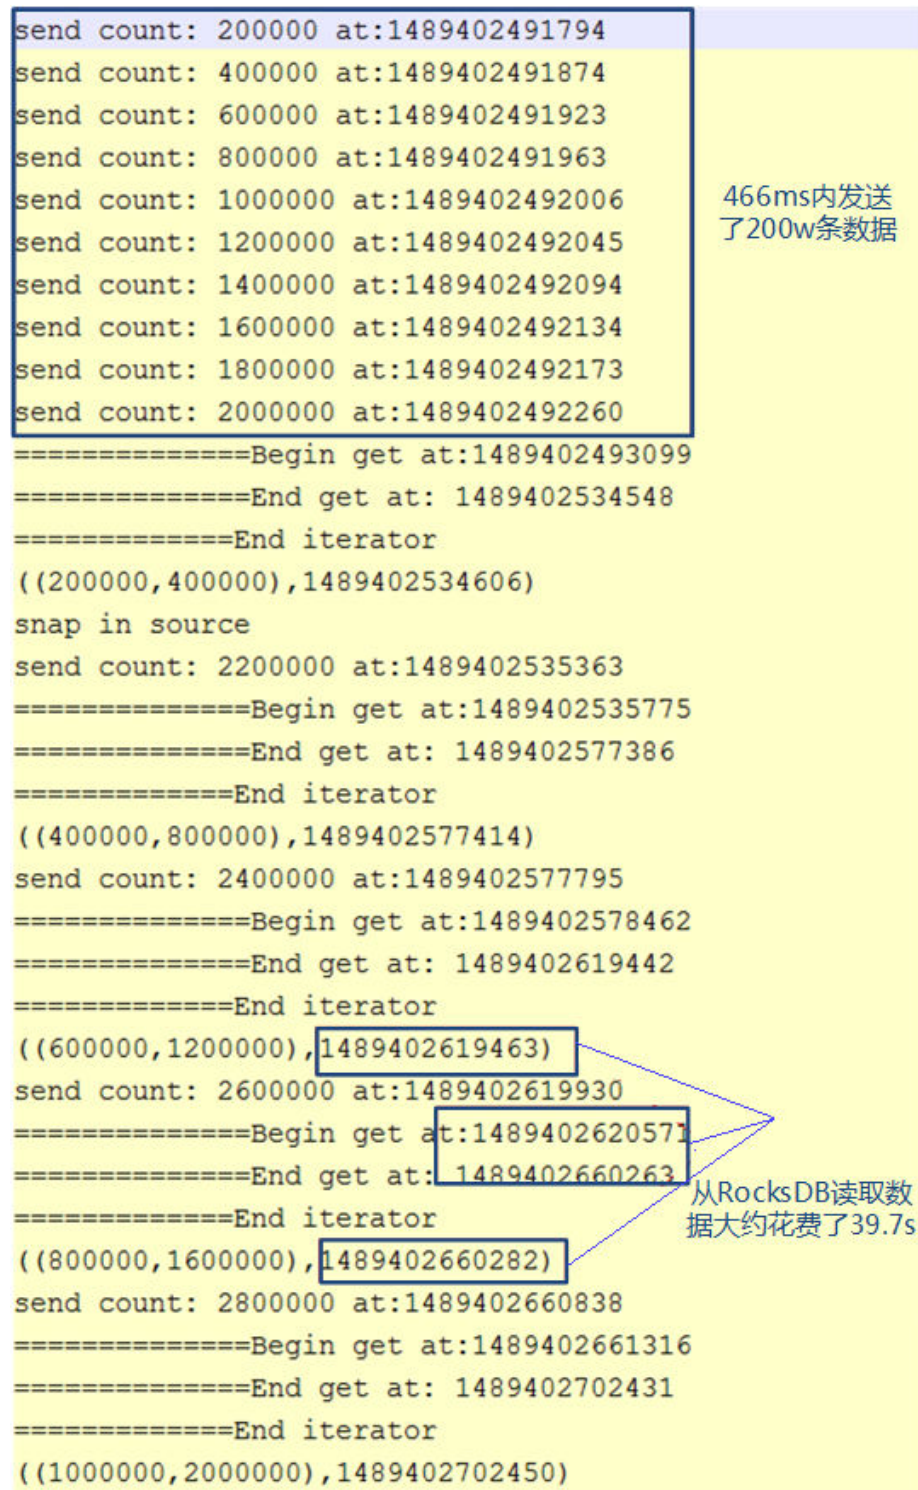 send count: 200000 at:1489402491794
send count: 400000 at:1489402491874
send count: 600000 at:1489402491923
send count: 800000 at:1489402491963
send count: 1000000 at:1489402492006
send count: 1200000 at:1489402492045
send count: 1400000 at:1489402492094
send count: 1600000 at:1489402492134
send count: 1800000 at:1489402492173
send count: 2000000 at:1489402492260
466ms内发送
了200w条数据
==============Begin get at:1489402493099
==============End get at: 1489402534548
=============End iterator
((200000,400000),1489402534606)
snap in source
send count: 2200000 at:1489402535363
==============Begin get at:1489402535775
==============End get at: 1489402577386
=============End iterator
((400000,800000),1489402577414)
send count: 2400000 at:1489402577795
==============Begin get at:1489402578462
==============End get at: 1489402619442
=============End iterator
((600000,1200000),1489402619463)
send count: 2600000 at:1489402619930
==============Begin get at:1489402620571
==============End get at: 1489402660263
=============End iterator
((800000,1600000),1489402660282)
从RocksDB读取数
据大约花费了39.7s
send count: 2800000 at:1489402660838
==============Begin get at:1489402661316
==============End get at: 1489402702431
=============End iterator
((1000000,2000000),1489402702450)